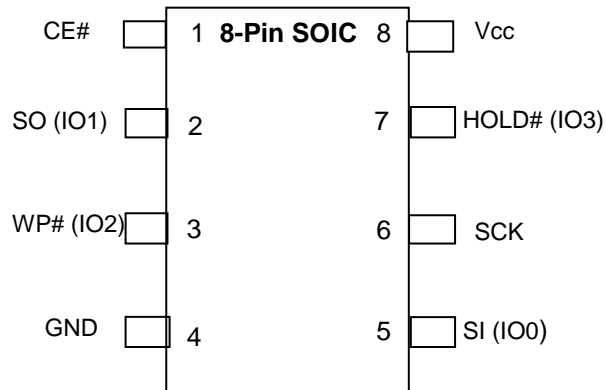 CE# 1 8-Pin SOIC 8 Vcc
SO (IO1) 2 7 HOLD# (IO3)
WP# (IO2) 3 6 SCK
GND 4 5 SI (IO0)